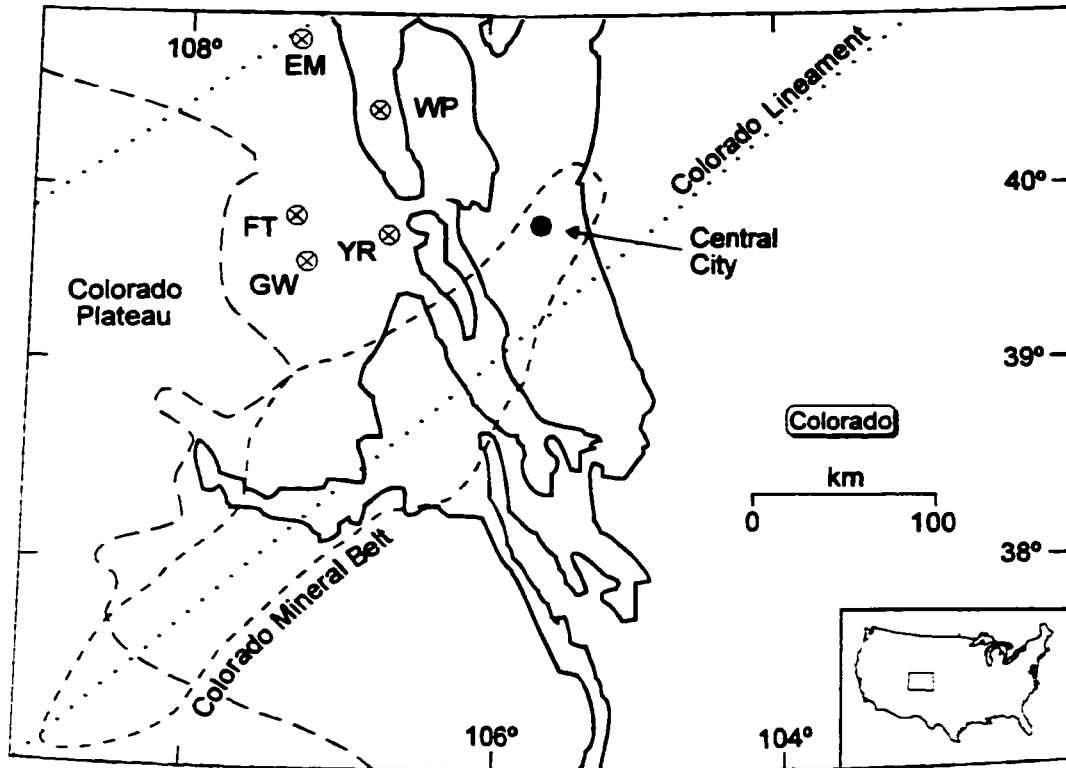 108°
EM
WP
Colorado Lineament
40°
FT
YR
GW
Central
City
Colorado
Plateau
39°
Colorado
km
0 100
38°
Colorado Mineral Belt
106°
104°